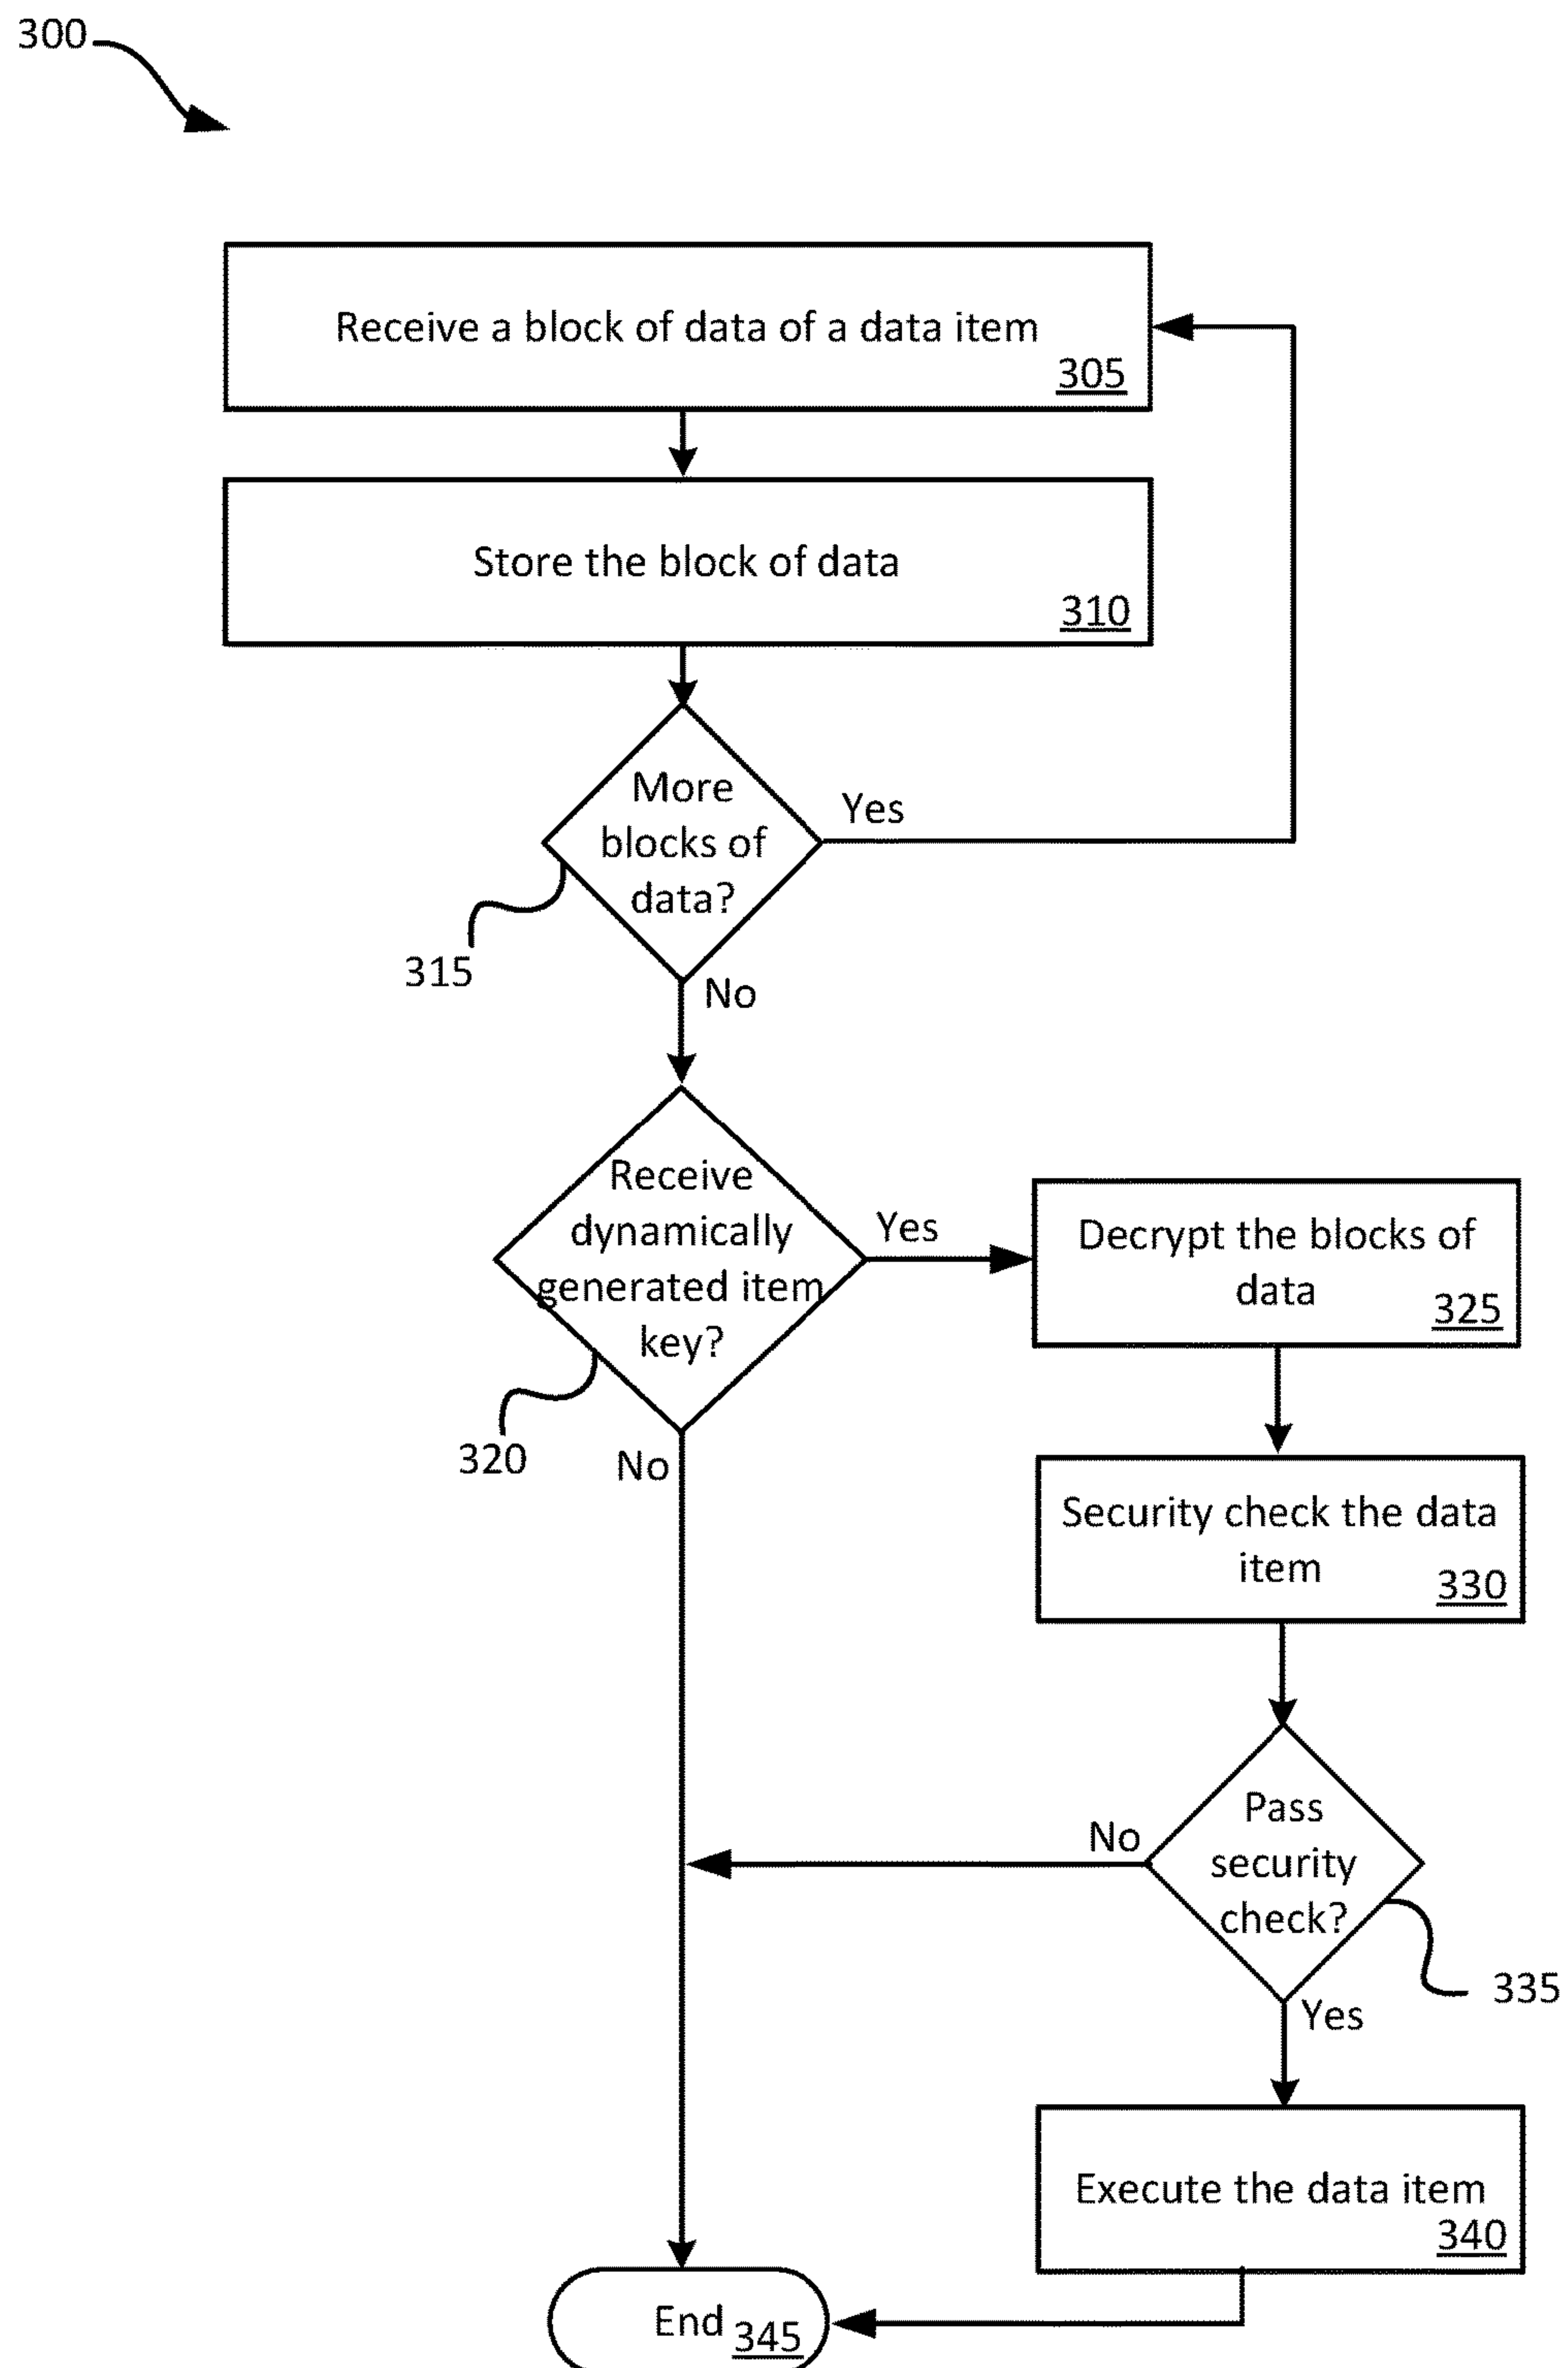 300
Receive a block of data of a data item
305
Store the block of data
310
More
blocks of
data?
Yes
315
No
Receive
dynamically
generated item
key?
Yes
320
No
Decrypt the blocks of
data
325
Security check the data
item
330
Pass
security
check?
No
335
Yes
Execute the data item
340
End
345